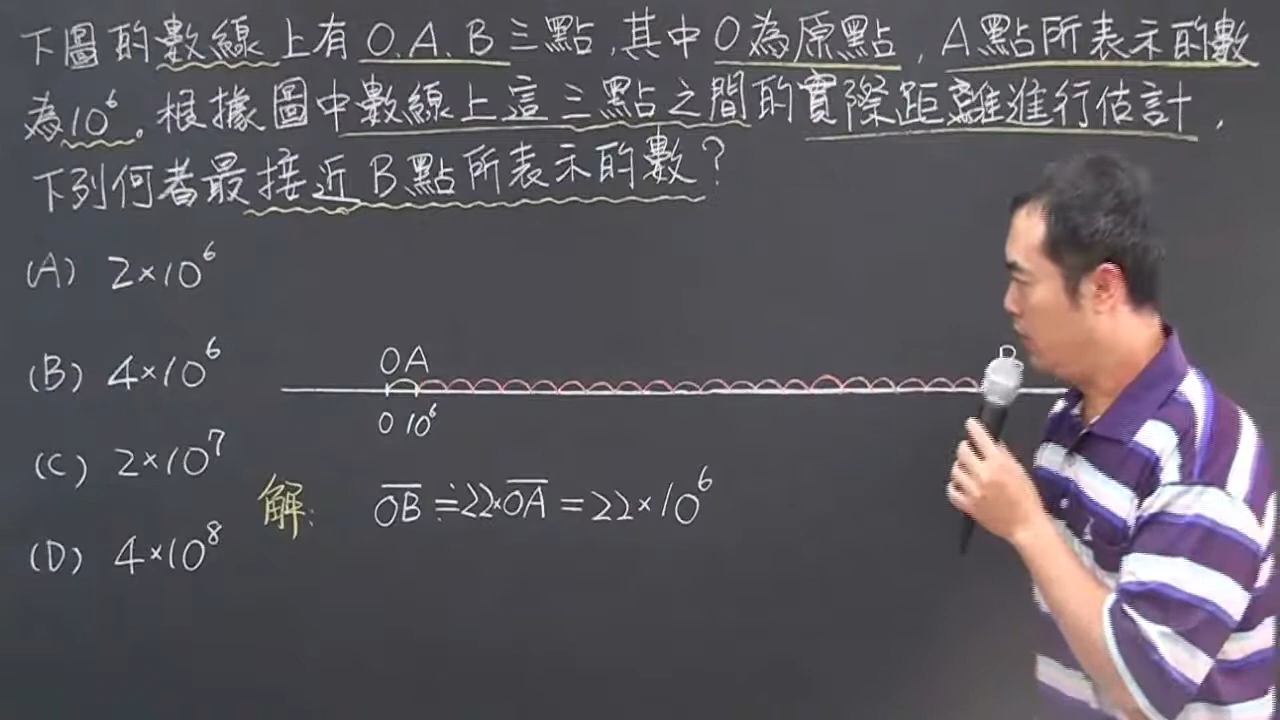 下圖的數線上有O.A.B三點,其中O為原點,A點所表示的數
為10⁶。根據圖中數線上這三點之間的實際距離進行估計,
下列何者最接近B點所表示的數?
(A) 2×10⁶
(B) 4×10⁶
(C) 2×10⁷
(D) 4×10⁸
O A
0 10⁶
解: OB≒22×OA=22×10⁶